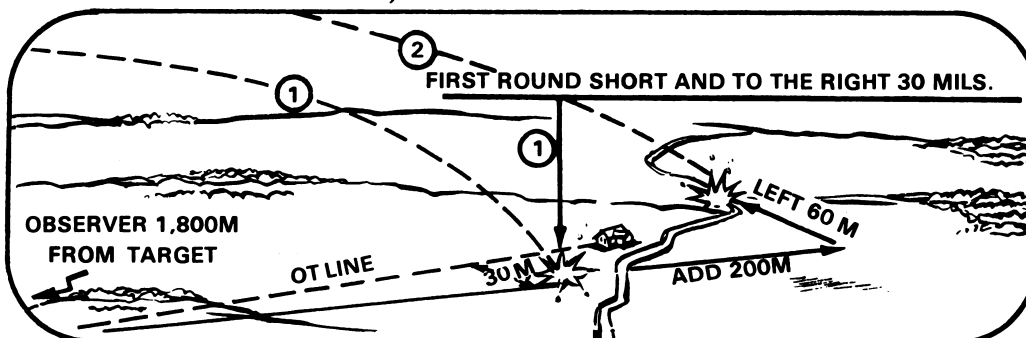 2
FIRST ROUND SHORT AND TO THE RIGHT 30 MILS.
1
1
OBSERVER 1,800M
FROM TARGET
LEFT 60 M
OT LINE
30 M
ADD 200M